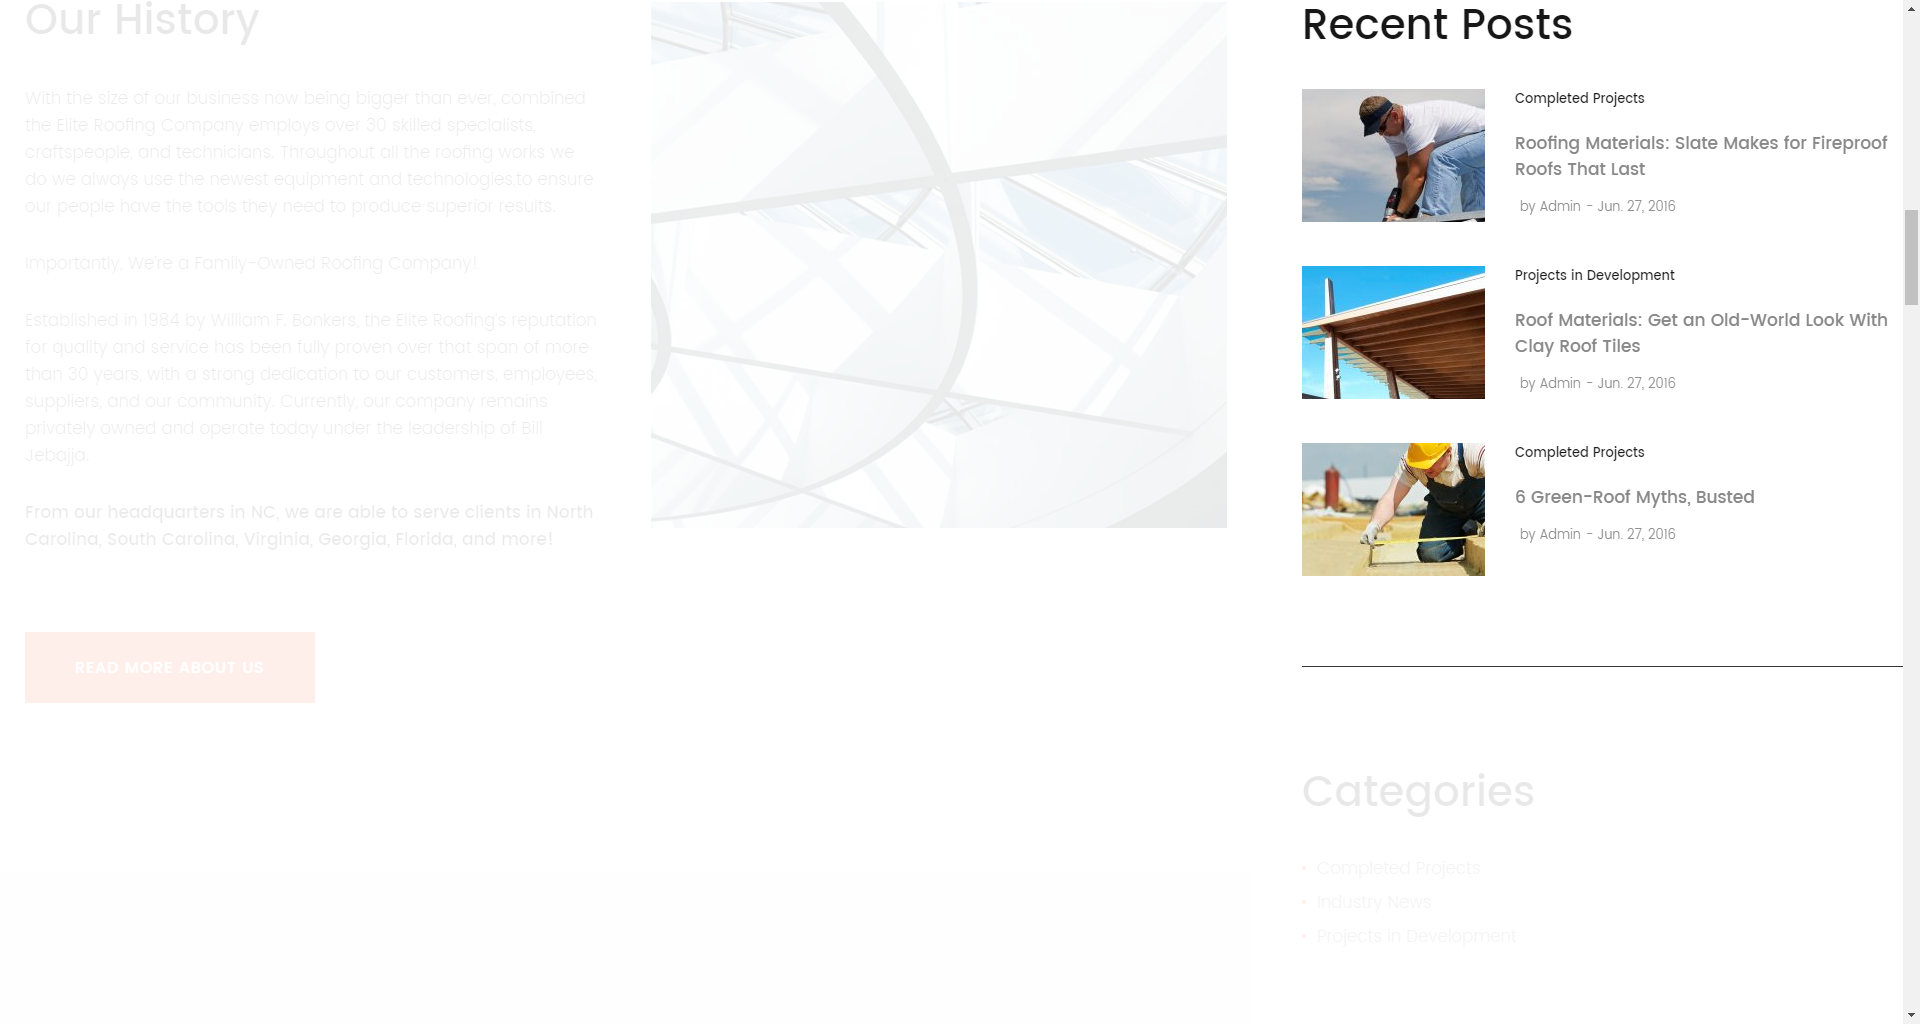 Our History
With the size of our business now being bigger than ever, combined
the Elite Roofing Company employs over 30 skilled specialists,
craftspeople, and technicians. Throughout all the roofing works we
do we always use the newest equipment and technologies,to ensure
our people have the tools they need to produce superior results.
Importantly, We're a Family-Owned Roofing Company!
Established in 1984 by William F. Bonkers, the Elite Roofing's reputation
for quality and service has been fully proven over that span of more
than 30 years, with a strong dedication to our customers, employees,
suppliers, and our community. Currently, our company remains
privately owned and operate today under the leadership of Bill
Jebajja.
From our headquarters in NC, we are able to serve clients in North
Carolina, South Carolina, Virginia, Georgia, Florida, and more!
READ MORE ABOUT US
Recent Posts
Completed Projects
Roofing Materials: Slate Makes for Fireproof
Roofs That Last
by Admin - Jun. 27, 2016
Projects in Development
Roof Materials: Get an Old-World Look With
Clay Roof Tiles
by Admin - Jun. 27, 2016
Completed Projects
6 Green-Roof Myths, Busted
by Admin - Jun. 27, 2016
Categories
• Completed Projects
• Industry News
• Projects in Development